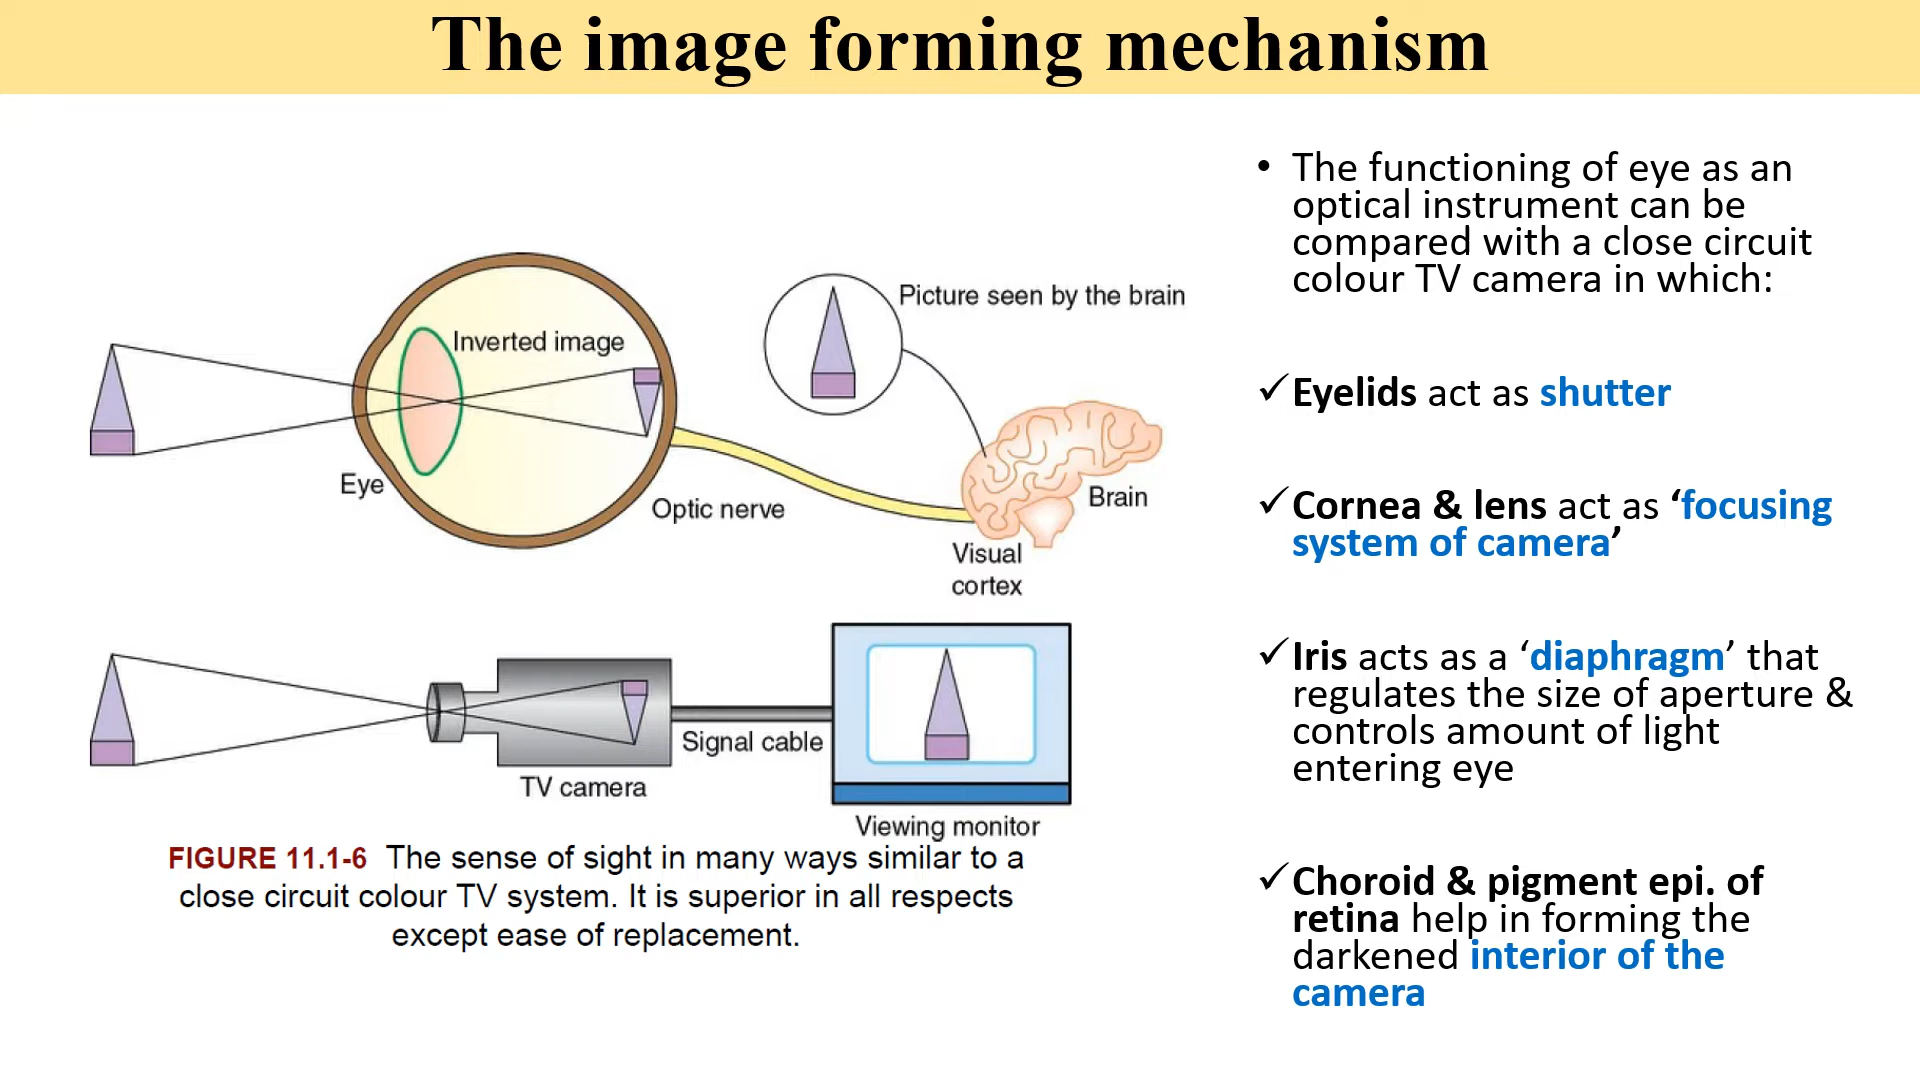 The image forming mechanism
Inverted image
Eye
Optic nerve
Picture seen by the brain
Brain
Visual
cortex
TV camera
Signal cable
Viewing monitor
FIGURE 11.1-6 The sense of sight in many ways similar to a
close circuit colour TV system. It is superior in all respects
except ease of replacement.
• The functioning of eye as an
optical instrument can be
compared with a close circuit
colour TV camera in which:
✓Eyelids act as shutter
✓Cornea & lens act as ‘focusing
system of camera’
✓Iris acts as a ‘diaphragm’ that
regulates the size of aperture &
controls amount of light
entering eye
✓Choroid & pigment epi. of
retina help in forming the
darkened interior of the
camera